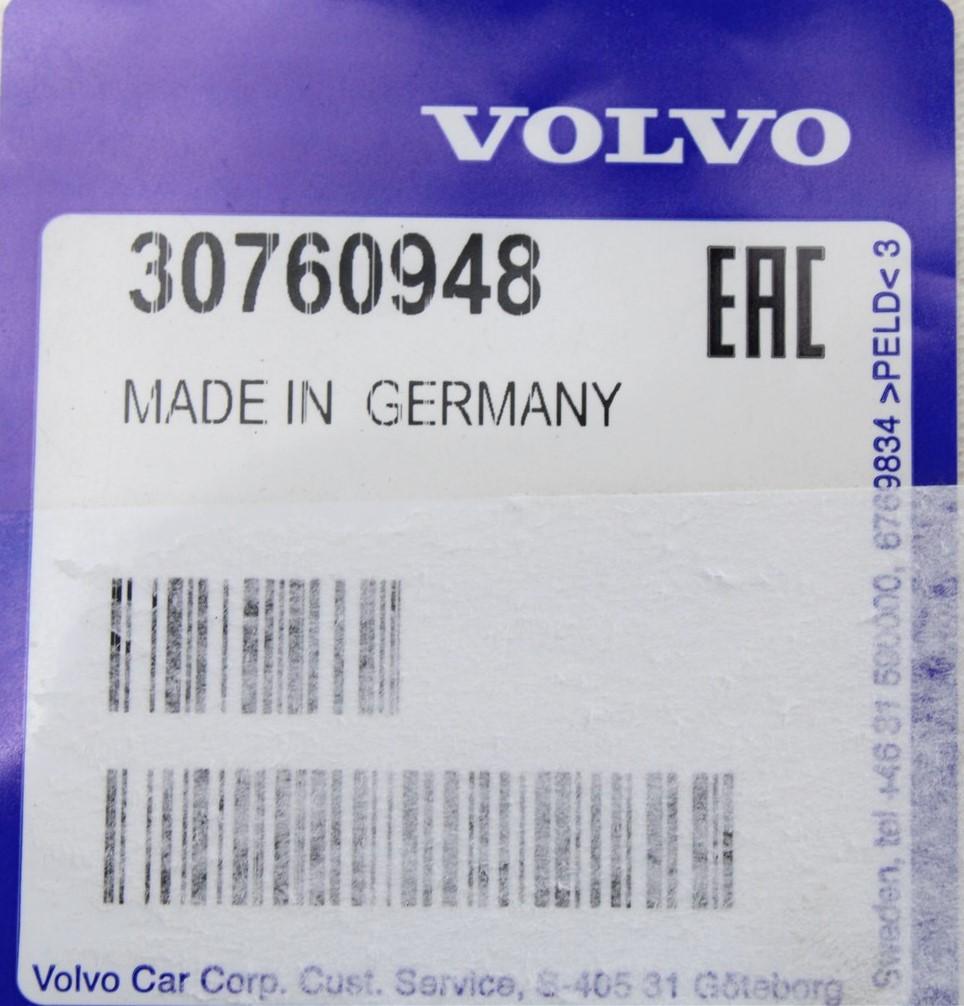 VOLVO
30760948
EAC
MADE IN GERMANY
Volvo Car Corp. Cust. Service, S-405 31 Göteborg
Sweden, tel +46 31 590000, 6769834 >PELD< 3